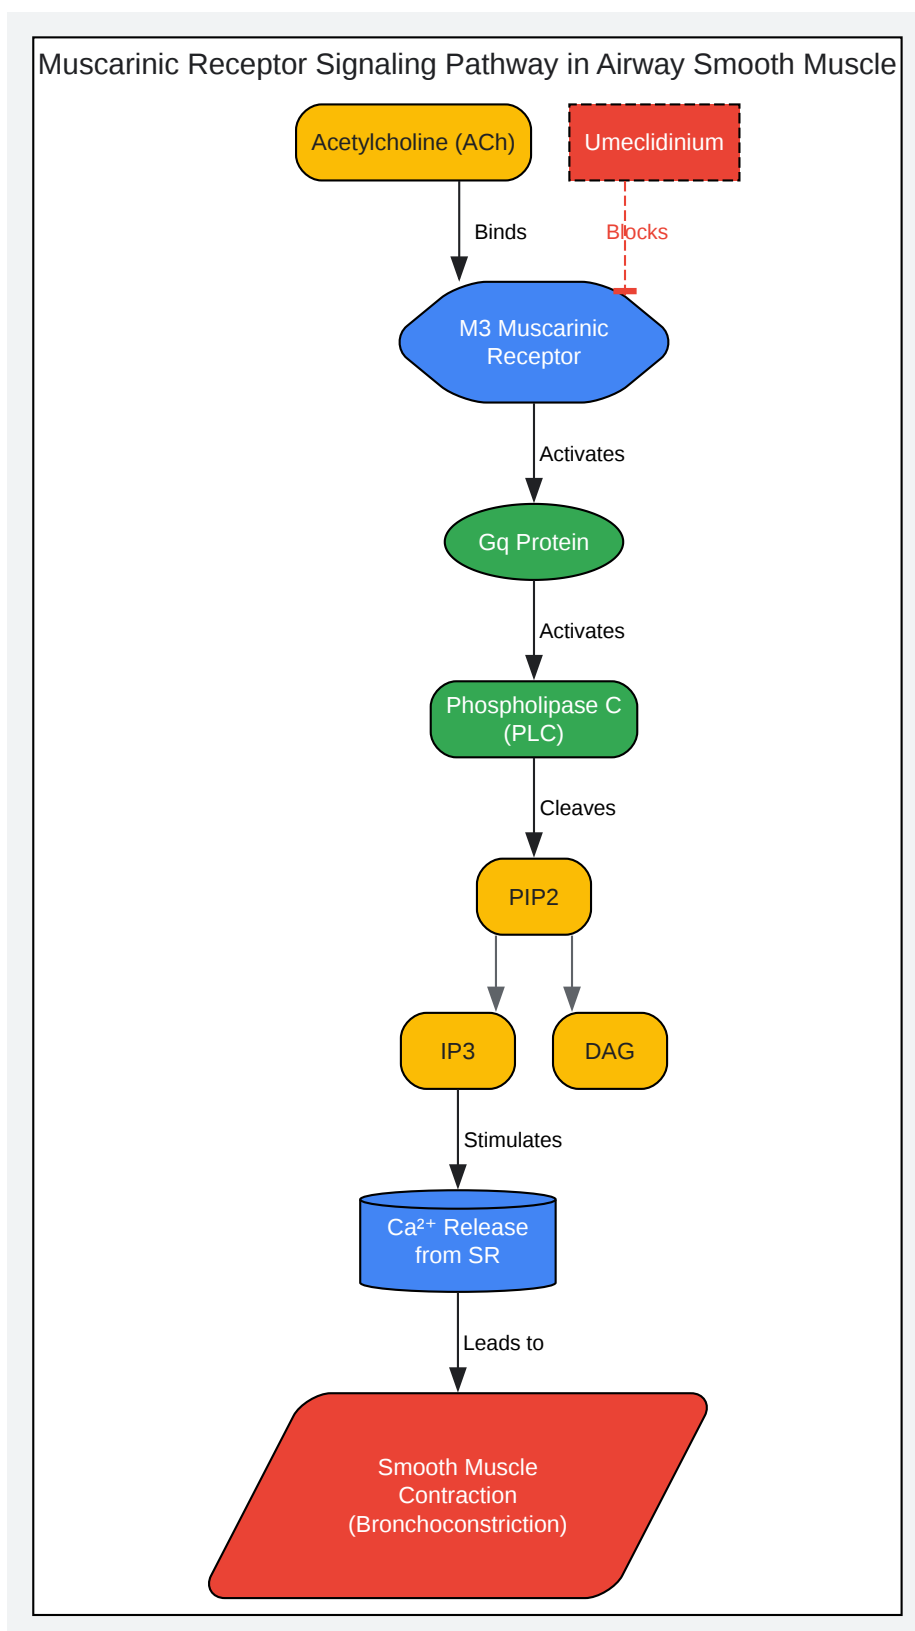 Muscarinic Receptor Signaling Pathway in Airway Smooth Muscle
Acetylcholine (ACh)
Umeclidinium
Binds
Blocks
M3 Muscarinic
Receptor
Activates
Gq Protein
Activates
Phospholipase C
(PLC)
Cleaves
PIP2
IP3
DAG
Stimulates
Ca²⁺ Release
from SR
Leads to
Smooth Muscle
Contraction
(Bronchoconstriction)